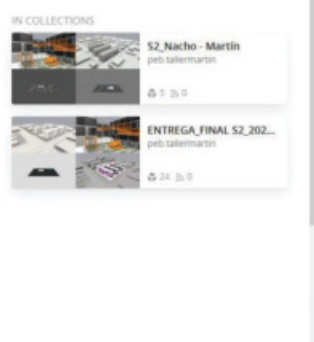 IN COLLECTIONS
S2_Nacho - Martín
peb.tallermartin
5 0
ENTREGA_FINAL S2_202...
peb.tallermartin
24 0